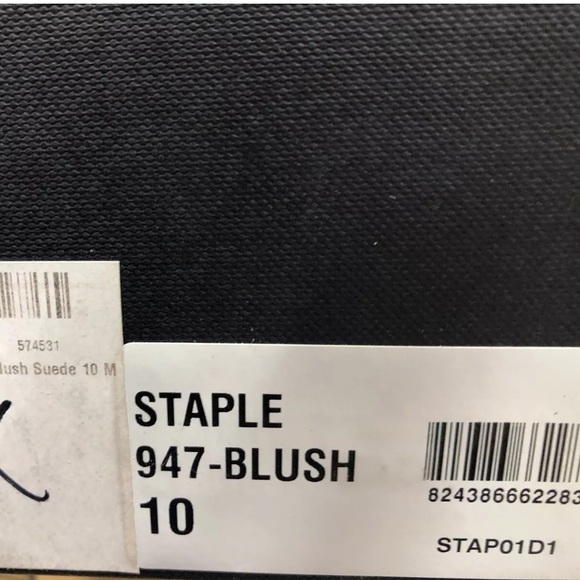 574531
lush Suede 10 M
STAPLE
947-BLUSH
10
824386662283
STAP01D1